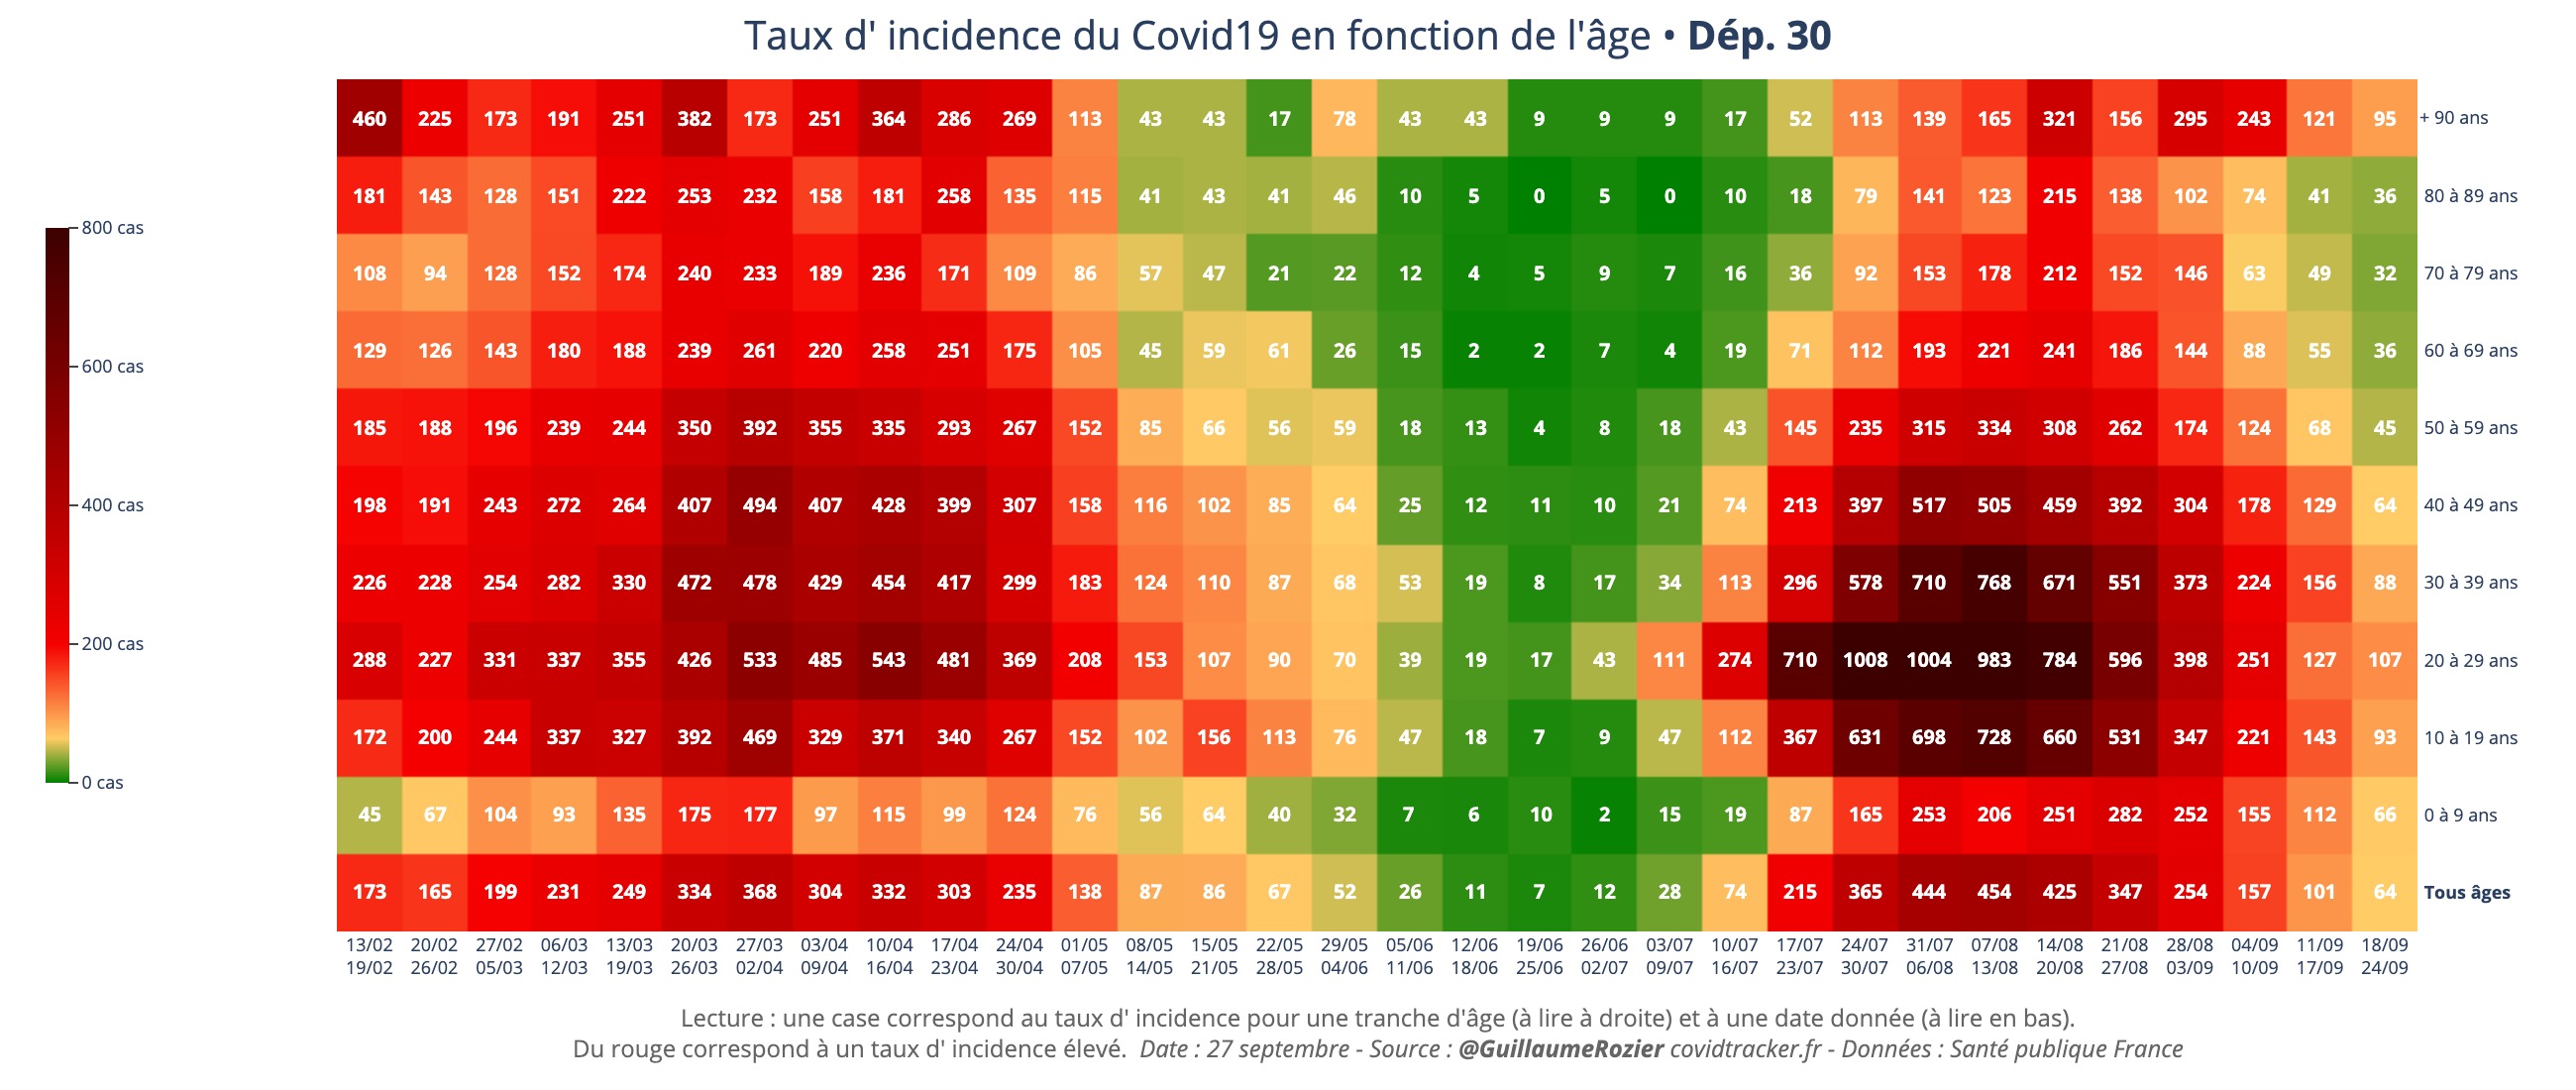 Taux d' incidence du Covid19 en fonction de l'âge • Dép. 30
460 225 173 191 251 382 173 251 364 286 269 113 43 43 17 78 43 43 9 9 9 17 52 113 139 165 321 156 295 243 121 95 + 90 ans
181 143 128 151 222 253 232 158 181 258 135 115 41 43 41 46 10 5 0 5 0 10 18 79 141 123 215 138 102 74 41 36 80 à 89 ans
800 cas
108 94 128 152 174 240 233 189 236 171 109 86 57 47 21 22 12 4 5 9 7 16 36 92 153 178 212 152 146 63 49 32 70 à 79 ans
129 126 143 180 188 239 261 220 258 251 175 105 45 59 61 26 15 2 2 7 4 19 71 112 193 221 241 186 144 88 55 36 60 à 69 ans
600 cas
185 188 196 239 244 350 392 355 335 293 267 152 85 66 56 59 18 13 4 8 18 43 145 235 315 334 308 262 174 124 68 45 50 à 59 ans
400 cas
198 191 243 272 264 407 494 407 428 399 307 158 116 102 85 64 25 12 11 10 21 74 213 397 517 505 459 392 304 178 129 64 40 à 49 ans
226 228 254 282 330 472 478 429 454 417 299 183 124 110 87 68 53 19 8 17 34 113 296 578 710 768 671 551 373 224 156 88 30 à 39 ans
200 cas
288 227 331 337 355 426 533 485 543 481 369 208 153 107 90 70 39 19 17 43 111 274 710 1008 1004 983 784 596 398 251 127 107 20 à 29 ans
172 200 244 337 327 392 469 329 371 340 267 152 102 156 113 76 47 18 7 9 47 112 367 631 698 728 660 531 347 221 143 93 10 à 19 ans
0 cas
45 67 104 93 135 175 177 97 115 99 124 76 56 64 40 32 7 6 10 2 15 19 87 165 253 206 251 282 252 155 112 66 0 à 9 ans
173 165 199 231 249 334 368 304 332 303 235 138 87 86 67 52 26 11 7 12 28 74 215 365 444 454 425 347 254 157 101 64 Tous âges
13/02 20/02 27/02 06/03 13/03 20/03 27/03 03/04 10/04 17/04 24/04 01/05 08/05 15/05 22/05 29/05 05/06 12/06 19/06 26/06 03/07 10/07 17/07 24/07 31/07 07/08 14/08 21/08 28/08 04/09 11/09 18/09
19/02 26/02 05/03 12/03 19/03 26/03 02/04 09/04 16/04 23/04 30/04 07/05 14/05 21/05 28/05 04/06 11/06 18/06 25/06 02/07 09/07 16/07 23/07 30/07 06/08 13/08 20/08 27/08 03/09 10/09 17/09 24/09
Lecture : une case correspond au taux d' incidence pour une tranche d'âge (à lire à droite) et à une date donnée (à lire en bas).
Du rouge correspond à un taux d' incidence élevé. Date : 27 septembre - Source : @GuillaumeRozier covidtracker.fr - Données : Santé publique France